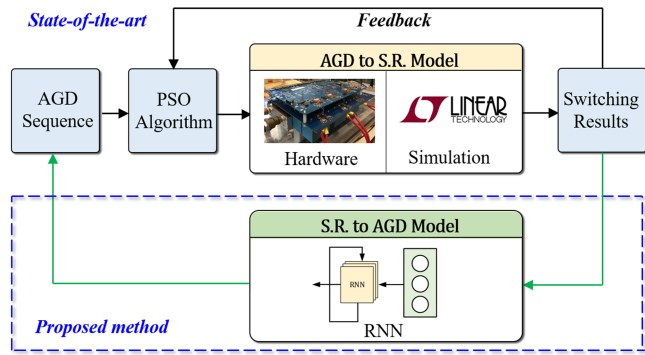 State-of-the-art
Feedback
AGD to S.R. Model
AGD
Sequence
PSO
Algorithm
LINEAR
TECHNOLOGY
Hardware
Simulation
Switching
Results
S.R. to AGD Model
RNN
RNN
Proposed method